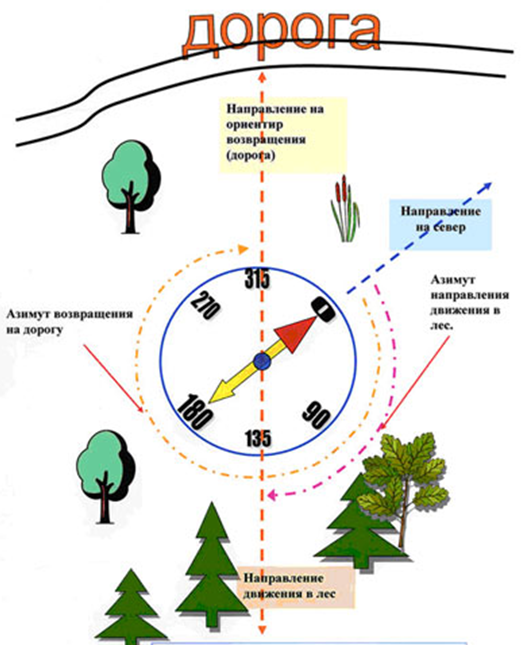 дорога
Направление на
ориентир
возвращения
(дорога)
Направление
на север
Азимут
направления
движения в
лес.
Азимут возвращения
на дорогу
315
270
0
180
90
135
Направление
движения в лес